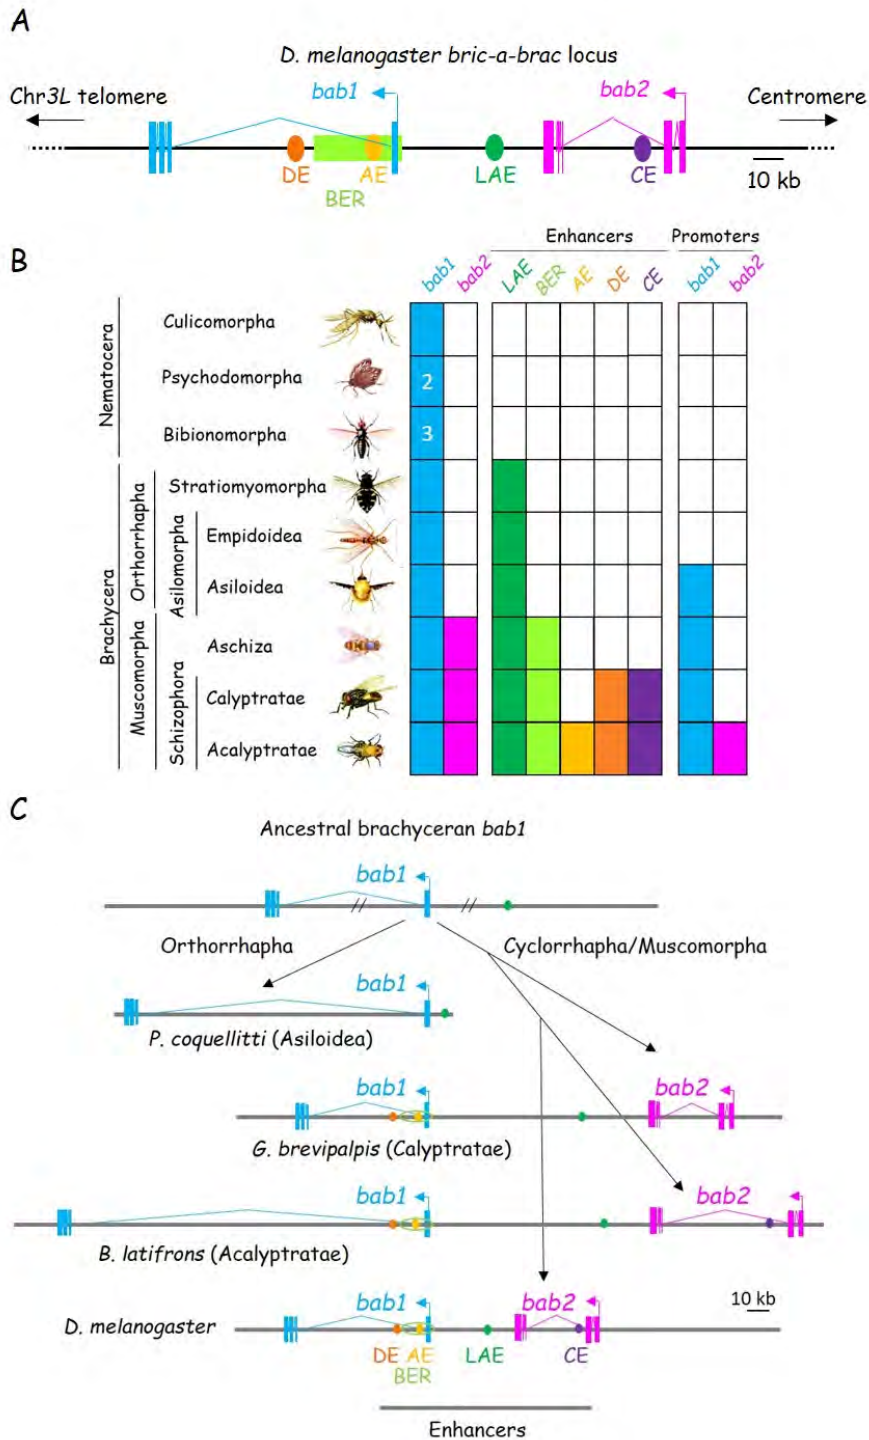 A
D. melanogaster bric-a-brac locus
Chr3L telomere
bab1
bab2
Centromere
DE
AE
BER
LAE
CE
10 kb
B
Enhancers
Promoters
bab1
bab2
LAE
BER
AE
DE
CE
bab1
bab2
Nematocera
Culicomorpha
Psychodomorpha
2
Bibionomorpha
3
Brachycera
Orthorrhapha
Stratiomyomorpha
Asilomorpha
Empidoidea
Asiloidea
Muscomorpha
Aschiza
Schizophora
Calyptratae
Acalyptratae
C
Ancestral brachyceran bab1
bab1
Orthorrhapha
Cyclorrhapha/Muscomorpha
bab1
P. coquellitti (Asiloidea)
bab1
bab2
G. brevipalpis (Calyptratae)
bab1
bab2
B. latifrons (Acalyptratae)
10 kb
bab1
bab2
D. melanogaster
DE AE
LAE
CE
BER
Enhancers